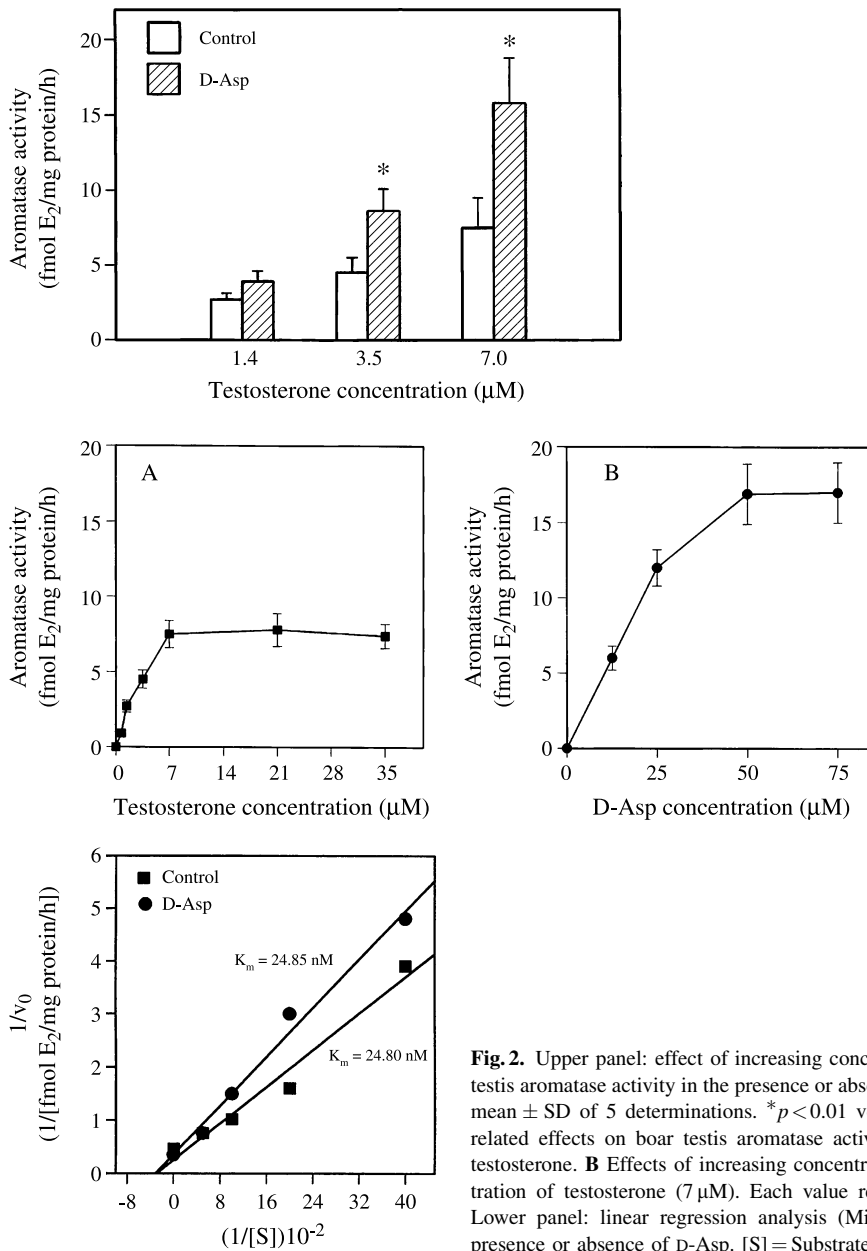 20
15
10
5
0
Aromatase activity
(fmol E₂/mg protein/h)
Control
D-Asp
*
*
1.4 3.5 7.0
Testosterone concentration (μM)
A
20
15
10
5
0
Aromatase activity
(fmol E₂/mg protein/h)
0 7 14 21 28 35
Testosterone concentration (μM)
B
20
15
10
5
0
Aromatase activity
(fmol E₂/mg protein/h)
0 25 50 75
D-Asp concentration (μM)
6
5
4
3
2
1
0
1/v₀
(1/[fmol E₂/mg protein/h]
Control
D-Asp
Kₘ = 24.85 nM
Kₘ = 24.80 nM
-8 0 8 16 24 32 40
(1/[S])10⁻²
Fig. 2. Upper panel: effect of increasing conc
testis aromatase activity in the presence or abs
mean ± SD of 5 determinations. *p < 0.01 v
related effects on boar testis aromatase activ
testosterone. B Effects of increasing concentr
tration of testosterone (7 μM). Each value re
Lower panel: linear regression analysis (Mi
presence or absence of D-Asp. [S] = Substrate